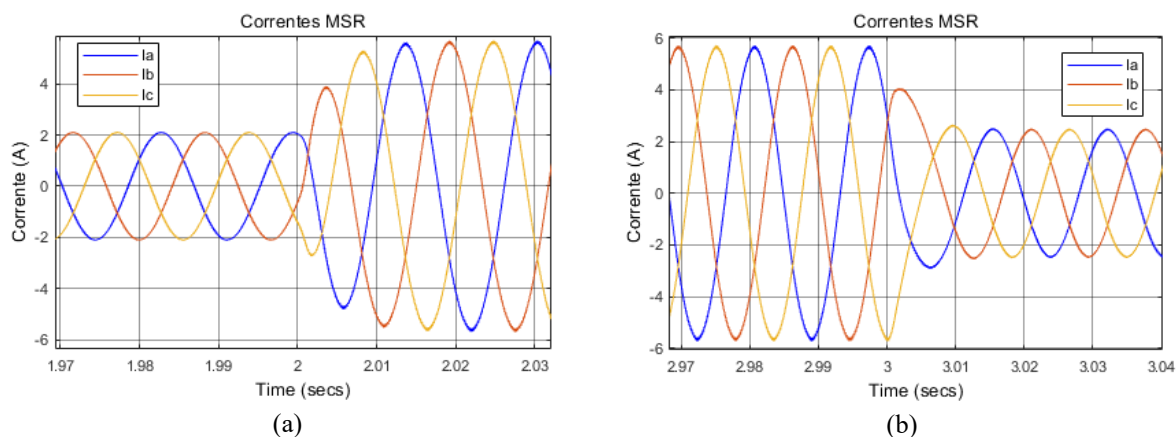 Correntes MSR
Ia
Ib
Ic
Corrente (A)
4
2
0
-2
-4
-6
1.97 1.98 1.99 2 2.01 2.02 2.03
Time (secs)
(a)
Correntes MSR
Ia
Ib
Ic
Corrente (A)
6
4
2
0
-2
-4
-6
2.97 2.98 2.99 3 3.01 3.02 3.03 3.04
Time (secs)
(b)